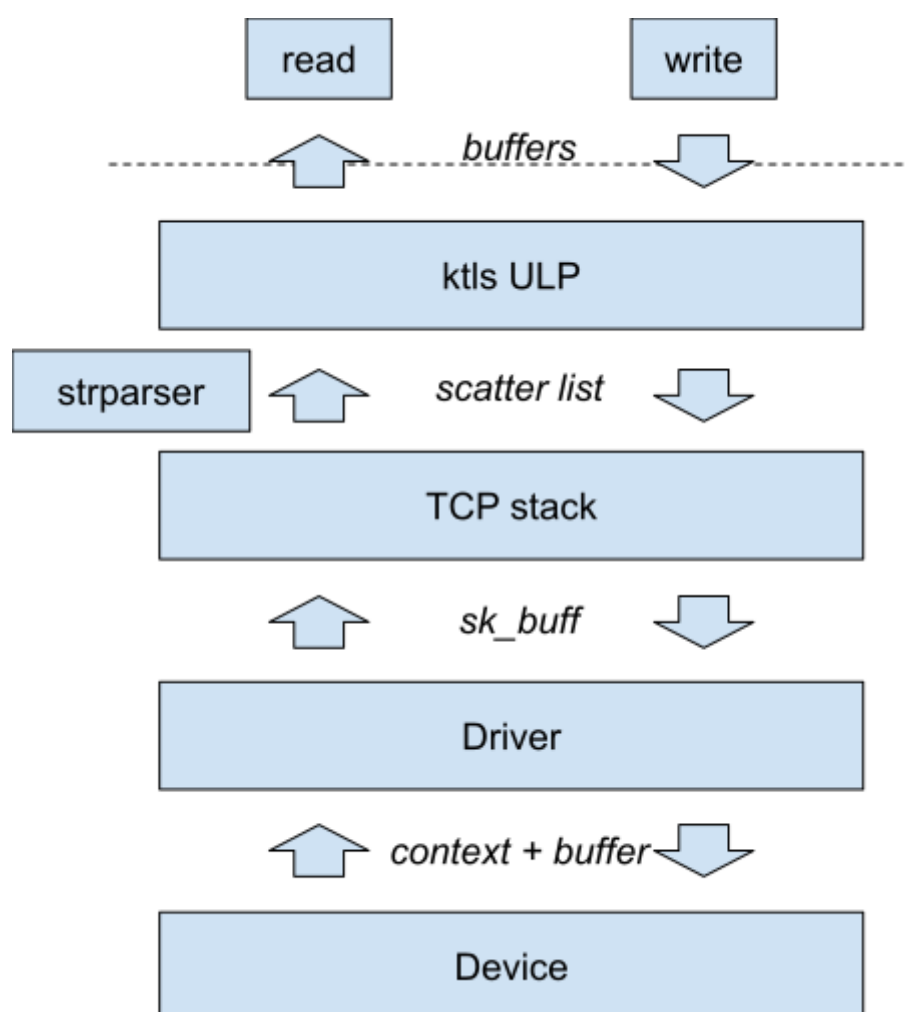 read
write
buffers
ktls ULP
strparser
scatter list
TCP stack
sk_buff
Driver
context + buffer
Device